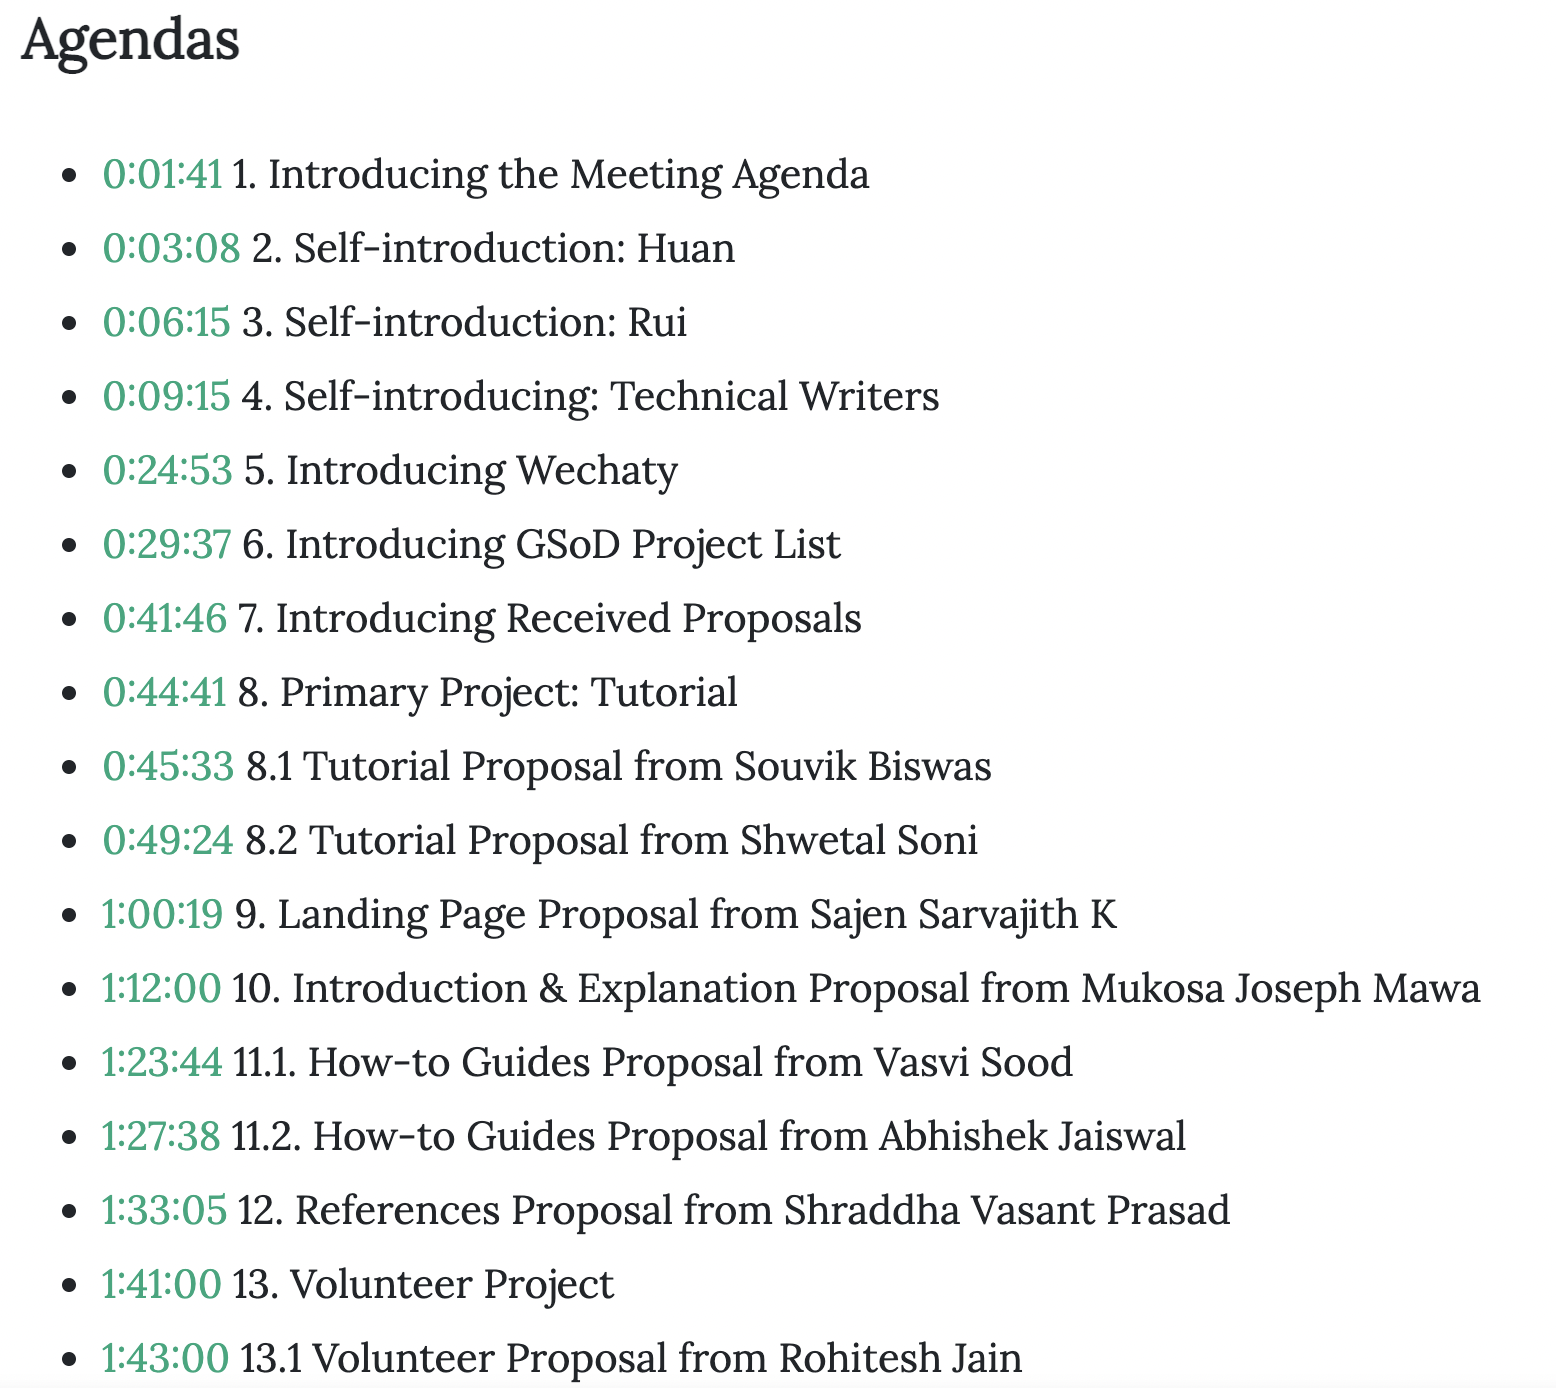 Agendas
• 0:01:41 1. Introducing the Meeting Agenda
• 0:03:08 2. Self-introduction: Huan
• 0:06:15 3. Self-introduction: Rui
• 0:09:15 4. Self-introducing: Technical Writers
• 0:24:53 5. Introducing Wechaty
• 0:29:37 6. Introducing GSoD Project List
• 0:41:46 7. Introducing Received Proposals
• 0:44:41 8. Primary Project: Tutorial
• 0:45:33 8.1 Tutorial Proposal from Souvik Biswas
• 0:49:24 8.2 Tutorial Proposal from Shwetal Soni
• 1:00:19 9. Landing Page Proposal from Sajen Sarvajith K
• 1:12:00 10. Introduction & Explanation Proposal from Mukosa Joseph Mawa
• 1:23:44 11.1. How-to Guides Proposal from Vasvi Sood
• 1:27:38 11.2. How-to Guides Proposal from Abhishek Jaiswal
• 1:33:05 12. References Proposal from Shraddha Vasant Prasad
• 1:41:00 13. Volunteer Project
• 1:43:00 13.1 Volunteer Proposal from Rohitesh Jain